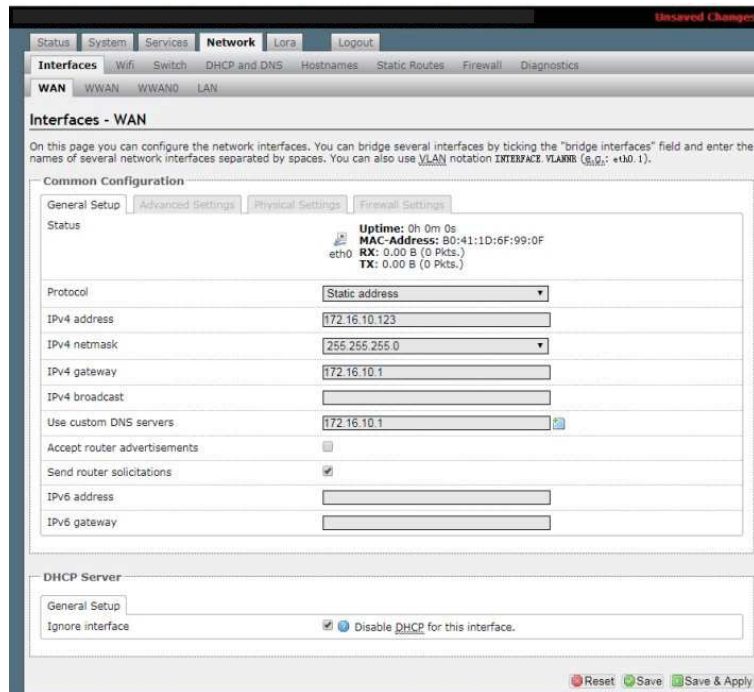 Unsaved Changes
Status System Services Network Lora Logout
Interfaces Wifi Switch DHCP and DNS Hostnames Static Routes Firewall Diagnostics
WAN WWAN WWAN0 LAN
Interfaces - WAN
On this page you can configure the network interfaces. You can bridge several interfaces by ticking the "bridge interfaces" field and enter the
names of several network interfaces separated by spaces. You can also use VLAN notation INTERFACE.VLANNR (e.g.: eth0.1).
Common Configuration
General Setup Advanced Settings Physical Settings Firewall Settings
Status
Uptime: 0h 0m 0s
MAC-Address: B0:41:1D:6F:99:0F
eth0 RX: 0.00 B (0 Pkts.)
TX: 0.00 B (0 Pkts.)
Protocol Static address
IPv4 address 172.16.10.123
IPv4 netmask 255.255.255.0
IPv4 gateway 172.16.10.1
IPv4 broadcast
Use custom DNS servers 172.16.10.1
Accept router advertisements
Send router solicitations
IPv6 address
IPv6 gateway
DHCP Server
General Setup
Ignore interface Disable DHCP for this interface.
Reset Save Save & Apply